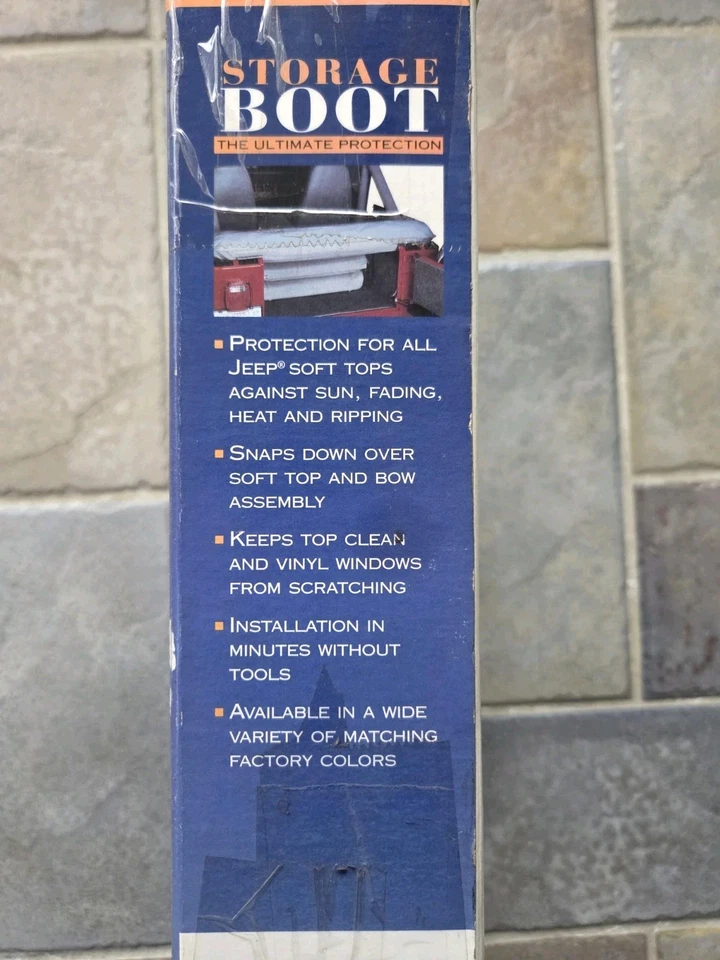 STORAGE
BOOT
THE ULTIMATE PROTECTION
PROTECTION FOR ALL
JEEP® SOFT TOPS
AGAINST SUN, FADING,
HEAT AND RIPPING
SNAPS DOWN OVER
SOFT TOP AND BOW
ASSEMBLY
KEEPS TOP CLEAN
AND VINYL WINDOWS
FROM SCRATCHING
INSTALLATION IN
MINUTES WITHOUT
TOOLS
AVAILABLE IN A WIDE
VARIETY OF MATCHING
FACTORY COLORS